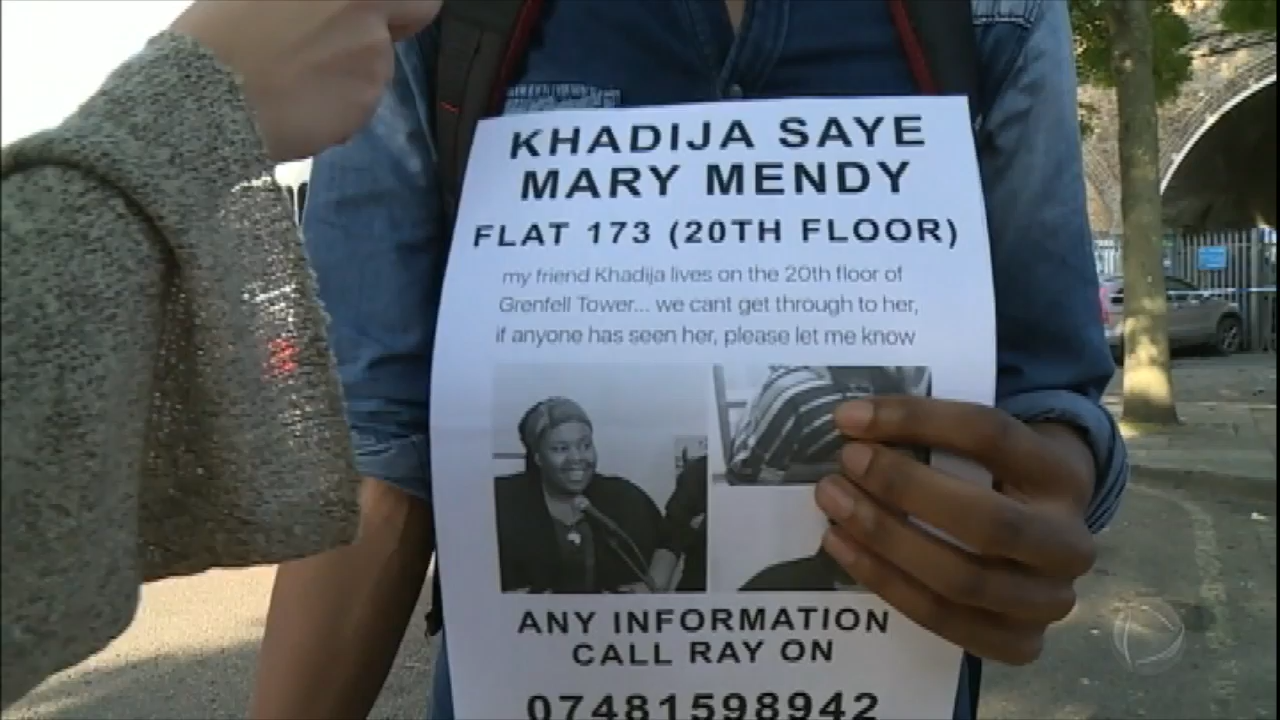 KHADIJA SAYE
MARY MENDY
FLAT 173 (20TH FLOOR)
my friend Khadija lives on the 20th floor of
Grenfell Tower... we cant get through to her,
if anyone has seen her, please let me know
ANY INFORMATION
CALL RAY ON
07481598942